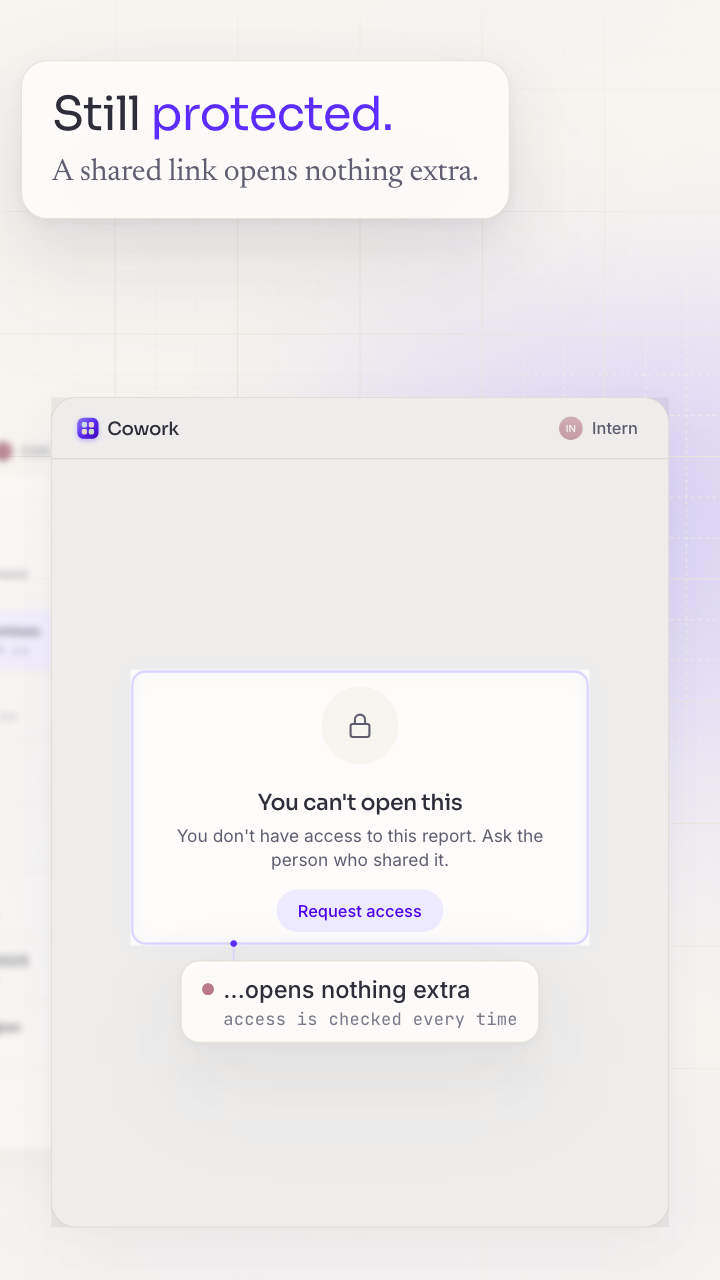 Still protected.
A shared link opens nothing extra.
Cowork
IN Intern
You can't open this
You don't have access to this report. Ask the
person who shared it.
Request access
...opens nothing extra
access is checked every time